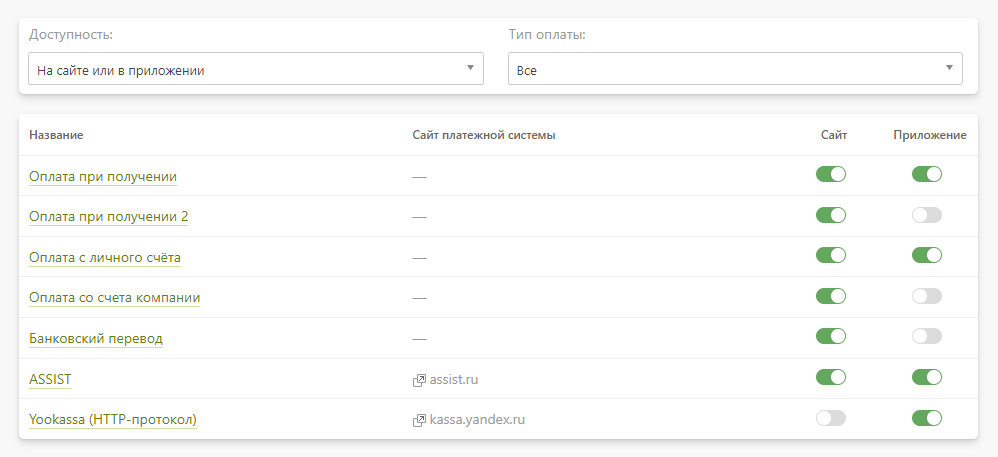 Доступность: Тип оплаты:
На сайте или в приложении Все
Название Сайт платежной системы Сайт Приложение
Оплата при получении —
Оплата при получении 2 —
Оплата с личного счёта —
Оплата со счета компании —
Банковский перевод —
ASSIST assist.ru
Yookassa (HTTP-протокол) kassa.yandex.ru